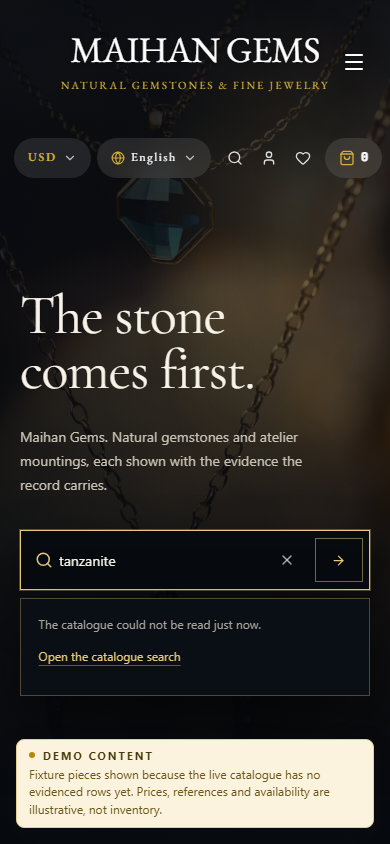 MAIHAN GEMS
NATURAL GEMSTONES & FINE JEWELRY
USD
English
0
The stone
comes first.
Maihan Gems. Natural gemstones and atelier
mountings, each shown with the evidence the
record carries.
tanzanite
The catalogue could not be read just now.
Open the catalogue search
DEMO CONTENT
Fixture pieces shown because the live catalogue has no
evidenced rows yet. Prices, references and availability are
illustrative, not inventory.